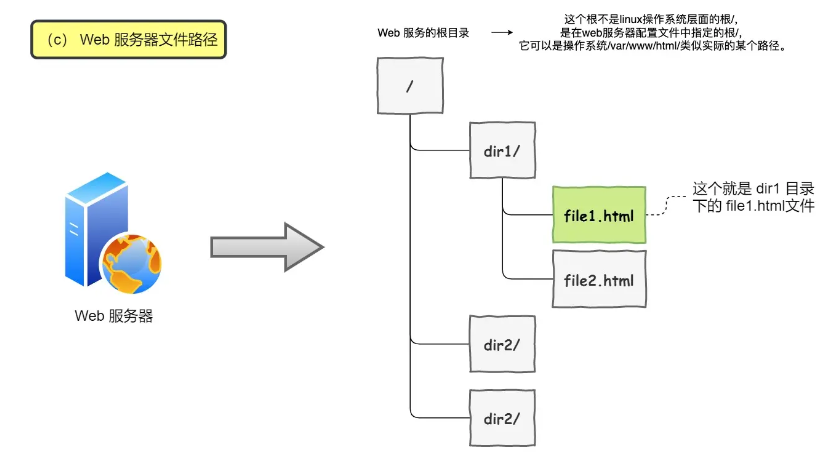 （c） Web 服务器文件路径
Web 服务的根目录
这个根不是linux操作系统层面的根/,
是在web服务器配置文件中指定的根/,
它可以是操作系统/var/www/html/类似实际的某个路径。
/
dir1/
file1.html
这个就是 dir1 目录
下的 file1.html文件
file2.html
Web 服务器
dir2/
dir2/